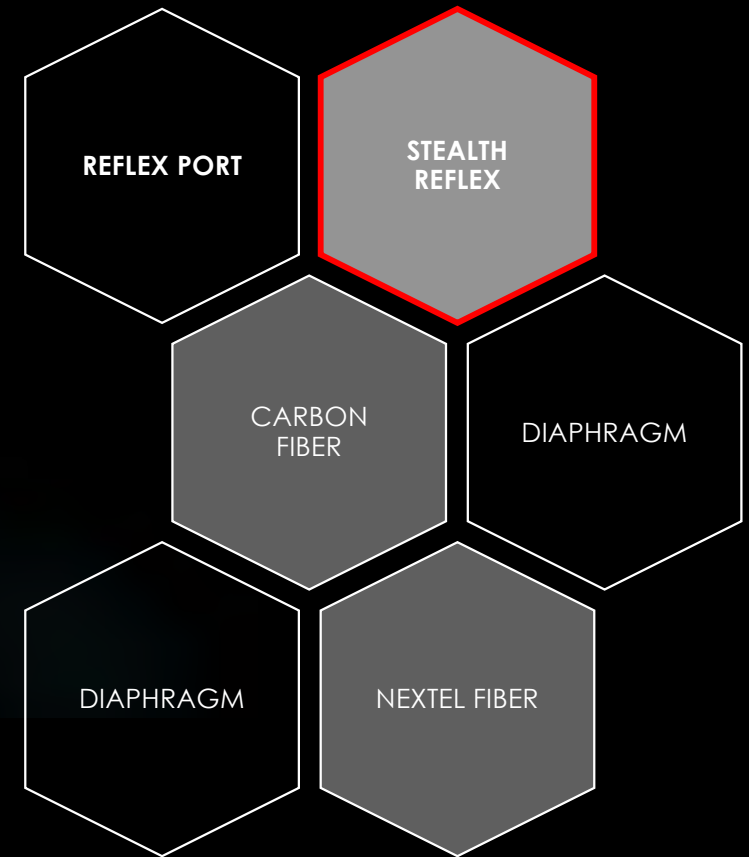 REFLEX PORT
STEALTH
REFLEX
CARBON
FIBER
DIAPHRAGM
DIAPHRAGM
NEXTEL FIBER